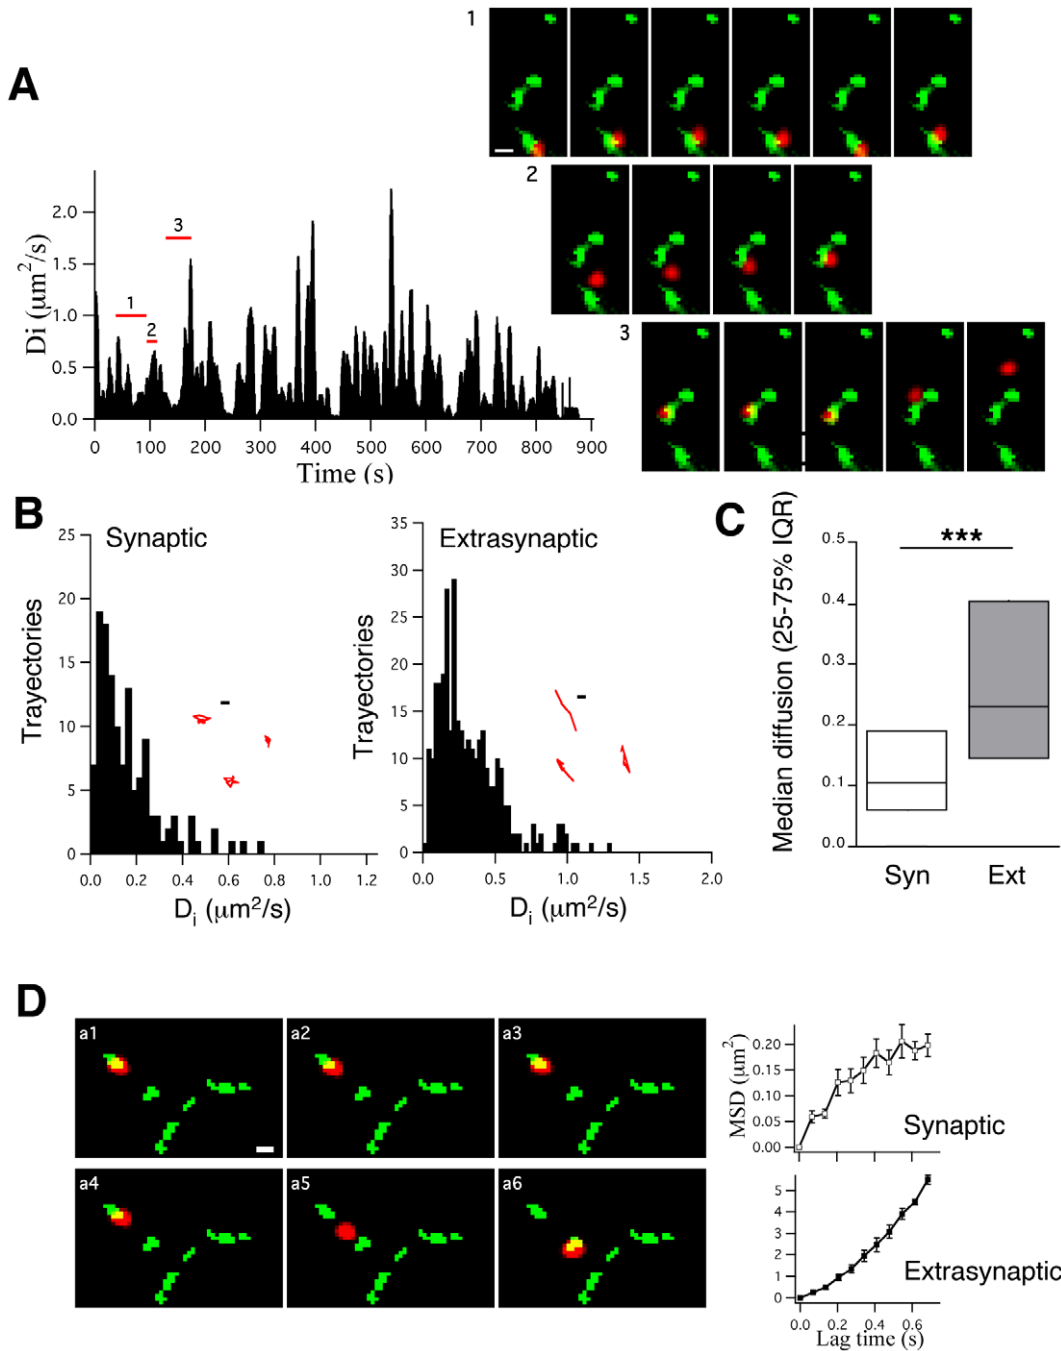 1
A
2
3
Di (μm²/s)
2.0
1.5
1.0
0.5
0.0
3
1
2
0 100 200 300 400 500 600 700 800 900
Time (s)
B
Synaptic
Trayectories
25
20
15
10
5
0
0.0 0.2 0.4 0.6 0.8 1.0 1.2
Di (μm²/s)
Extrasynaptic
Trayectories
35
30
25
20
15
10
5
0
0.0 0.5 1.0 1.5 2.0
Di (μm²/s)
C
Median diffusion (25-75% IQR)
0.5
0.4
0.3
0.2
0.1
0.0
***
Syn Ext
D
a1 a2 a3
a4 a5 a6
MSD (μm²)
0.20
0.15
0.10
0.05
0.00
Synaptic
5
4
3
2
1
0
Extrasynaptic
0.0 0.2 0.4 0.6
Lag time (s)